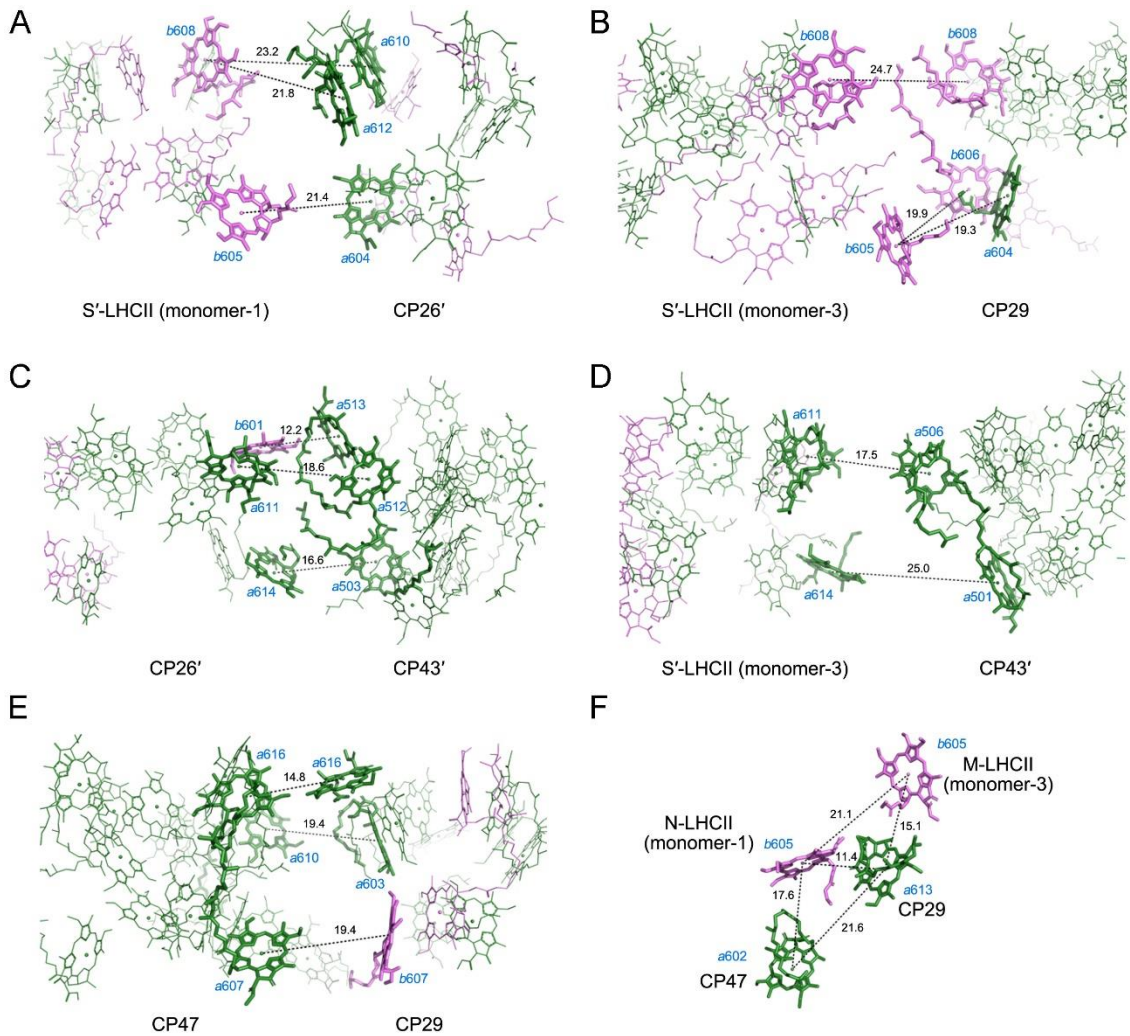 A
b608
a610
23.2
21.8
a612
21.4
b605
a604
S′-LHCII (monomer-1)
CP26′
B
b608
b608
24.7
b606
19.9
b605
19.3
a604
S′-LHCII (monomer-3)
CP29
C
a513
b601
12.2
18.6
a611
a512
16.6
a614
a503
CP26′
CP43′
D
a611
a506
17.5
25.0
a614
a501
S′-LHCII (monomer-3)
CP43′
E
a616
a616
14.8
19.4
a610
a603
19.4
a607
b607
CP47
CP29
F
b605
M-LHCII
(monomer-3)
21.1
N-LHCII
(monomer-1)
15.1
b605
11.4
17.6
a613
CP29
21.6
a602
CP47